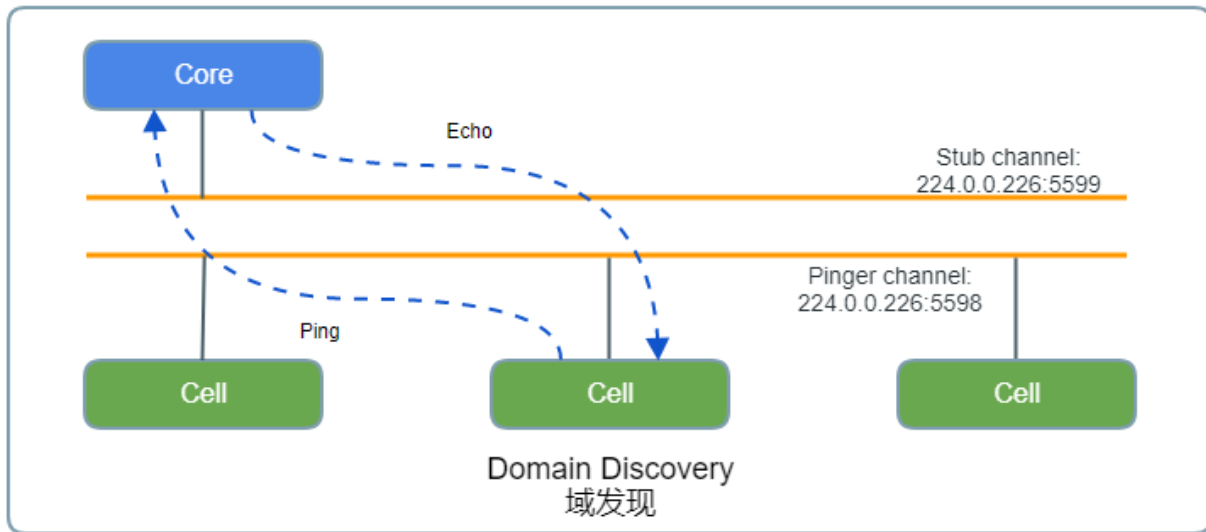 Core
Echo
Stub channel:
224.0.0.226:5599
Pinger channel:
224.0.0.226:5598
Ping
Cell
Cell
Cell
Domain Discovery
域发现